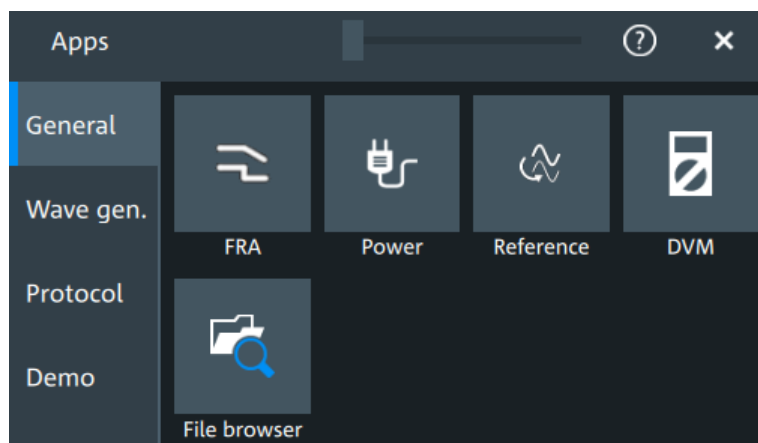 Apps
?
×
General
Wave gen.
Protocol
Demo
FRA
Power
Reference
DVM
File browser